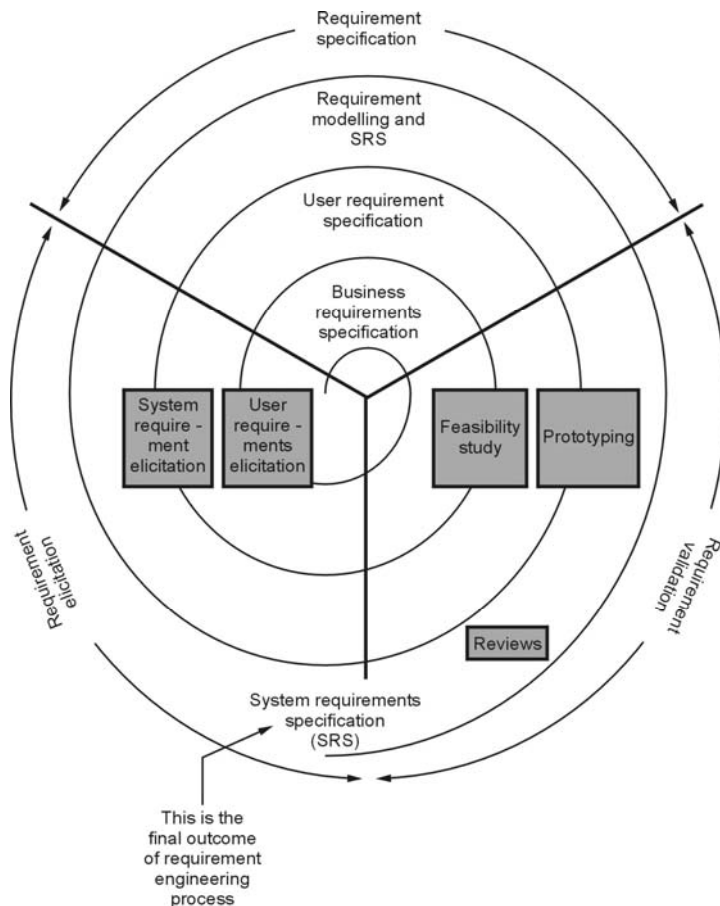 Requirement
specification
Requirement
modelling and
SRS
User requirement
specification
Business
requirements
specification
System
require -
ment
elicitation
User
require -
ments
elicitation
Feasibility
study
Prototyping
Requirement
elicitation
Requirement
validation
Reviews
System requirements
specification
(SRS)
This is the
final outcome
of requirement
engineering
process